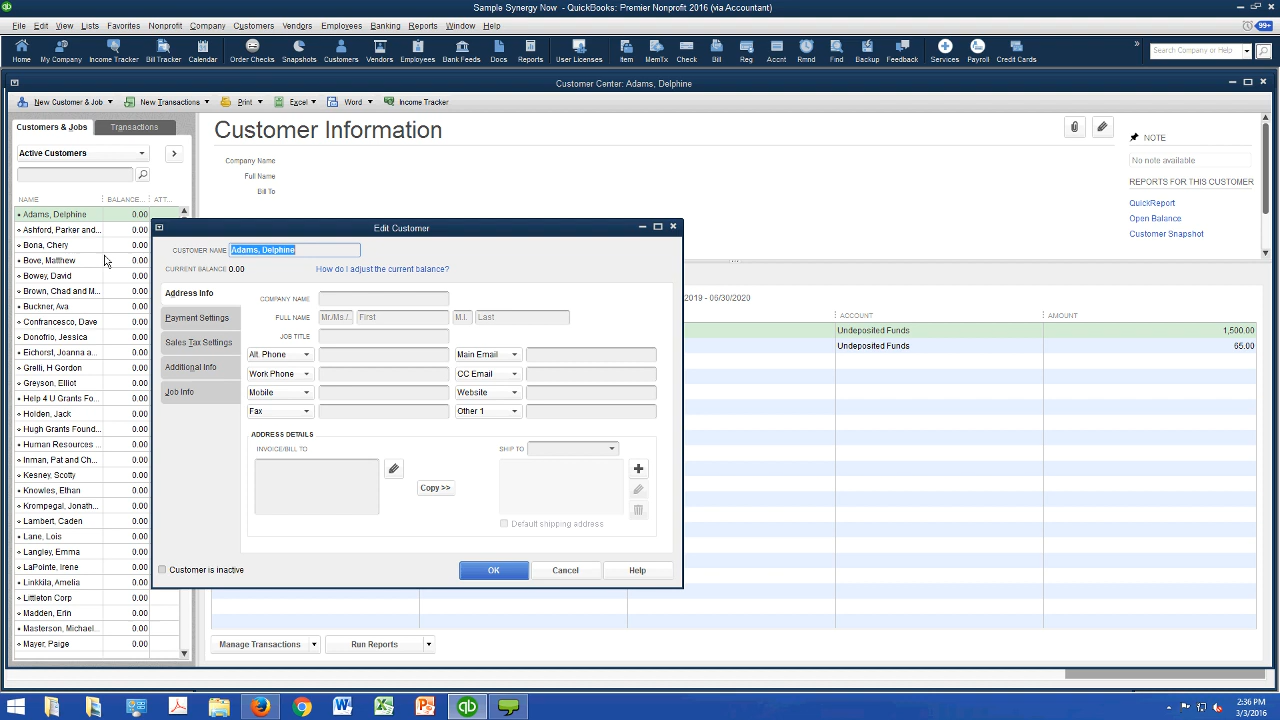 Sample Synergy Now - QuickBooks: Premier Nonprofit 2016 (via Accountant)
File Edit View Lists Favorites Nonprofit Company Customers Vendors Employees Banking Reports Window Help
99+
Home My Company Income Tracker Bill Tracker Calendar Order Checks Snapshots Customers Vendors Employees Bank Feeds Docs Reports User Licenses Item MemTx Check Bill Reg Accnt Rmnd Find Backup Feedback Services Payroll Credit Cards
Search Company or Help
Customer Center: Adams, Delphine
New Customer & Job New Transactions Print Excel Word Income Tracker
Customers & Jobs Transactions
Active Customers
NAME BALANCE... ATT...
Adams, Delphine 0.00
Ashford, Parker and... 0.00
Bona, Chery 0.00
Bove, Matthew 0.00
Bowey, David 0.00
Brown, Chad and M... 0.00
Buckner, Ava 0.00
Confrancesco, Dave 0.00
Donofrio, Jessica 0.00
Eichorst, Joanna a... 0.00
Grelli, H Gordon 0.00
Greyson, Elliot 0.00
Help 4 U Grants Fo... 0.00
Holden, Jack 0.00
Hugh Grants Found... 0.00
Human Resources ... 0.00
Inman, Pat and Ch... 0.00
Kesney, Scotty 0.00
Knowles, Ethan 0.00
Krompegal, Jonath... 0.00
Lambert, Caden 0.00
Lane, Lois 0.00
Langley, Emma 0.00
LaPointe, Irene 0.00
Linkkila, Amelia 0.00
Littleton Corp 0.00
Madden, Erin 0.00
Masterson, Michael... 0.00
Mayer, Paige 0.00
Customer Information
Company Name
Full Name
Bill To
NOTE
No note available
REPORTS FOR THIS CUSTOMER
QuickReport
Open Balance
Customer Snapshot
2019 - 06/30/2020
ACCOUNT AMOUNT
Undeposited Funds 1,500.00
Undeposited Funds 65.00
Edit Customer
CUSTOMER NAME Adams, Delphine
CURRENT BALANCE 0.00 How do I adjust the current balance?
Address Info
Payment Settings
Sales Tax Settings
Additional Info
Job Info
COMPANY NAME
FULL NAME Mr./Ms./.. First M.I. Last
JOB TITLE
Alt. Phone Main Email
Work Phone CC Email
Mobile Website
Fax Other 1
ADDRESS DETAILS
INVOICE/BILL TO SHIP TO
Copy >>
Default shipping address
Customer is inactive
OK Cancel Help
Manage Transactions Run Reports
2:36 PM
3/3/2016